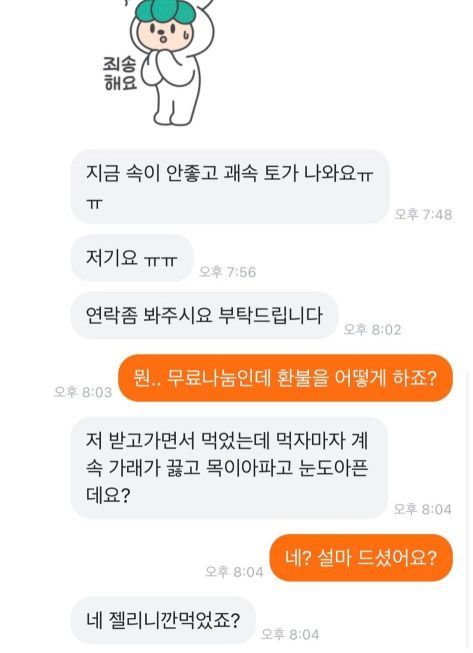 죄송
해요
지금 속이 안좋고 괘속 토가 나와요ㅠ
ㅠ
오후 7:48
저기요 ㅠㅠ
오후 7:56
연락좀 봐주시요 부탁드립니다
오후 8:02
뭔.. 무료나눔인데 환불을 어떻게 하죠?
오후 8:03
저 받고가면서 먹었는데 먹자마자 계
속 가래가 끓고 목이아파고 눈도아픈
데요?
오후 8:04
네? 설마 드셨어요?
오후 8:04
네 젤리니깐먹었죠?
오후 8:04